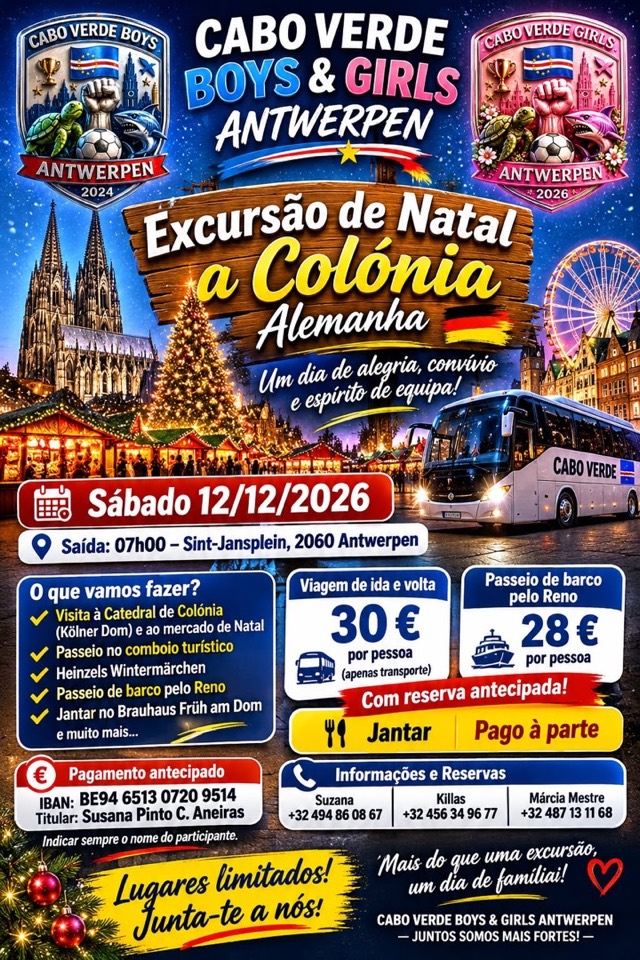 CABO VERDE BOYS
ANTWERPEN
2024
CABO VERDE
BOYS & GIRLS
ANTWERPEN
CABO VERDE GIRLS
ANTWERPEN
2026
Excursão de Natal
a Colónia
Alemanha
Um dia de alegria, convívio
e espírito de equipa!
CABO VERDE
Sábado 12/12/2026
Saída: 07h00 – Sint-Jansplein, 2060 Antwerpen
O que vamos fazer?
Visita à Catedral de Colónia
(Kölner Dom) e ao mercado de Natal
Passeio no comboio turístico
Heinzels Wintermärchen
Passeio de barco pelo Reno
Jantar no Brauhaus Früh am Dom
e muito mais...
Viagem de ida e volta
30 €
por pessoa
(apenas transporte)
Passeio de barco
pelo Reno
28 €
por pessoa
Com reserva antecipada!
Jantar
Pago à parte
Pagamento antecipado
IBAN: BE94 6513 0720 9514
Titular: Susana Pinto C. Aneiras
Indicar sempre o nome do participante.
Informações e Reservas
Suzana
+32 494 86 08 67
Killas
+32 456 34 96 77
Márcia Mestre
+32 487 13 11 68
Lugares limitados!
Junta-te a nós!
Mais do que uma excursão,
um dia de famíliai!
CABO VERDE BOYS & GIRLS ANTWERPEN
— JUNTOS SOMOS MAIS FORTES! —